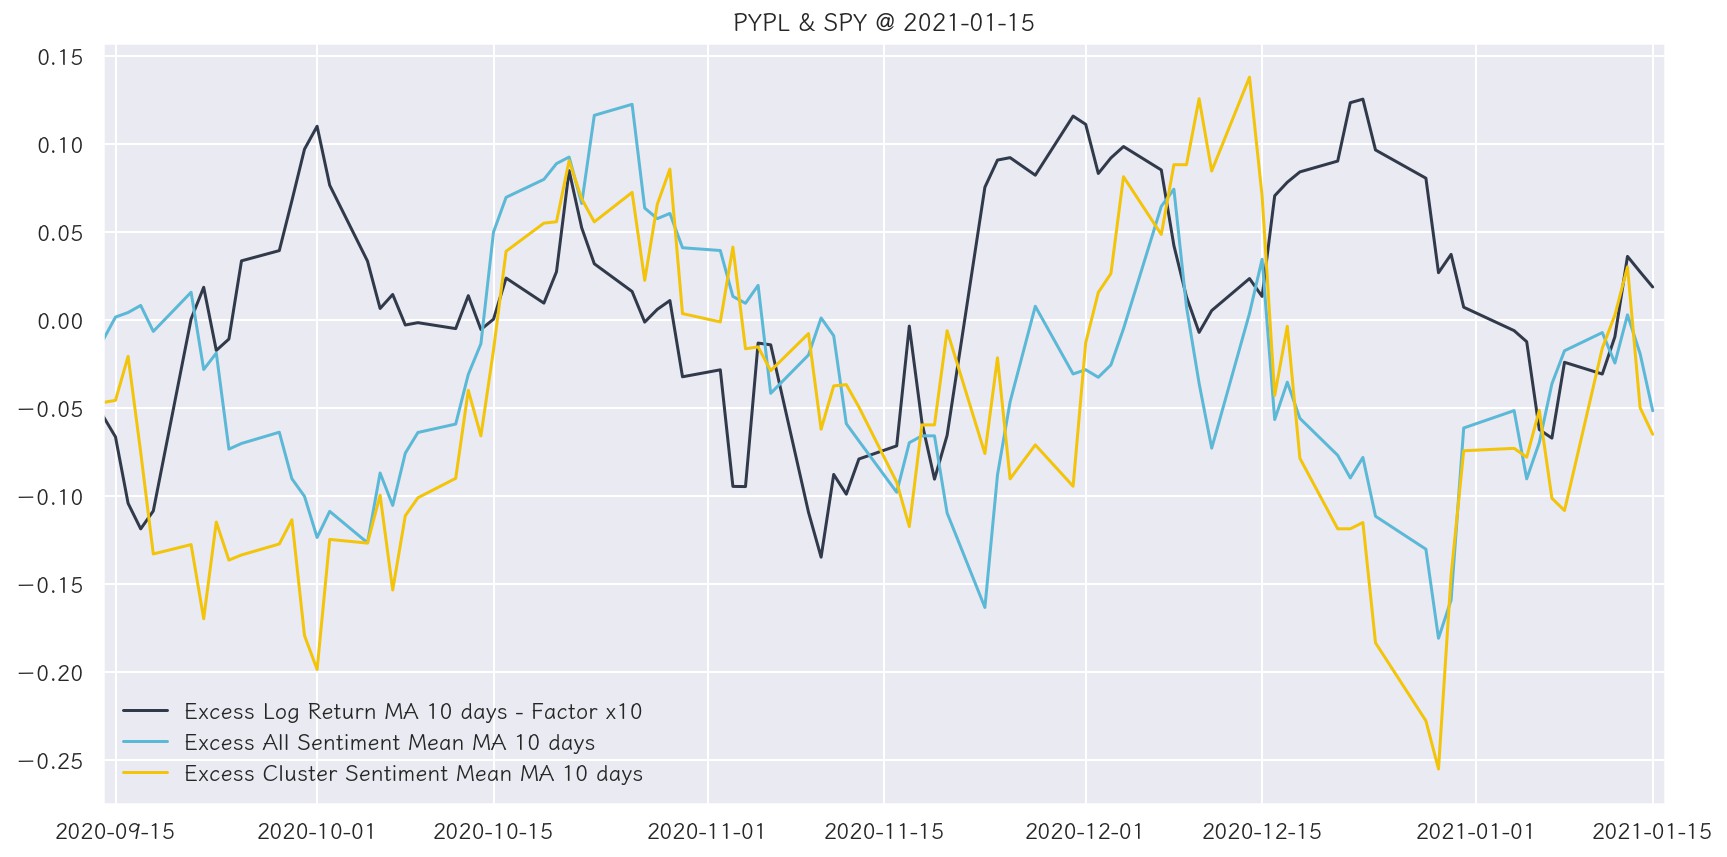 PYPL & SPY @ 2021-01-15
0.15
0.10
0.05
0.00
−0.05
−0.10
−0.15
−0.20
−0.25
Excess Log Return MA 10 days - Factor x10
Excess All Sentiment Mean MA 10 days
Excess Cluster Sentiment Mean MA 10 days
2020-09-15 2020-10-01 2020-10-15 2020-11-01 2020-11-15 2020-12-01 2020-12-15 2021-01-01 2021-01-15